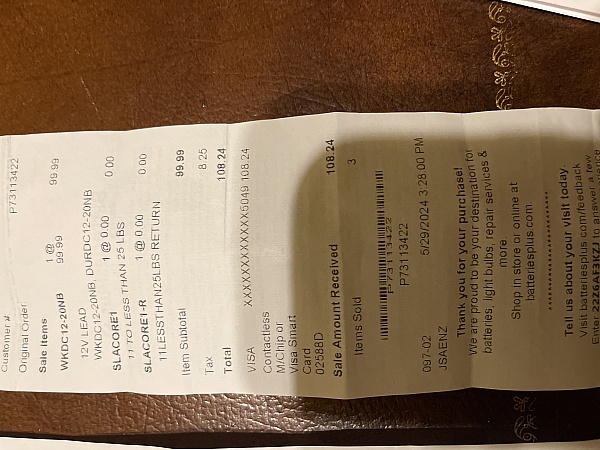 Customer #
Original Order P73113422
Sale Items
WKDC12-20NB 1 @ 99.99
99.99
12V LEAD
WKDC12-20NB, DURDC12-20NB
SLACORE1 1 @ 0.00 0.00
11 TO LESS THAN 25 LBS
SLACORE1-R 1 @ 0.00 0.00
11LESSTHAN25LBS RETURN
Item Subtotal 99.99
Tax 8.25
Total 108.24
VISA XXXXXXXXXXXX5049 108.24
Contactless
M/Chip or
Visa Smart
Card
02588D
Sale Amount Received 108.24
Items Sold 3
P73113422
P73113422
097-02 5/29/2024 3:28:00 PM
JSAENZ
Thank you for your purchase!
We are proud to be your destination for
batteries, light bulbs, repair services &
more.
Shop in store or online at
batteriesplus.com
Tell us about your visit today.
Visit batteriesplus.com/feedback
Enter 22Z6AF3KZJ to answer a few